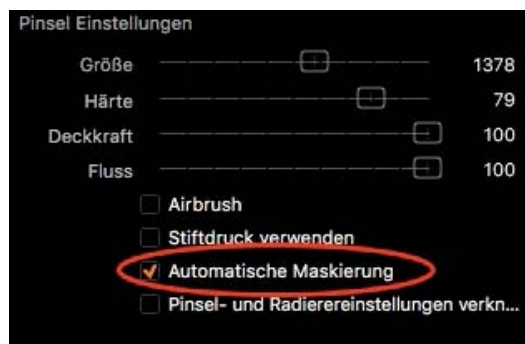 Pinsel Einstellungen
Größe 1378
Härte 79
Deckkraft 100
Fluss 100
Airbrush
Stiftdruck verwenden
Automatische Maskierung
Pinsel- und Radierereinstellungen verkn...